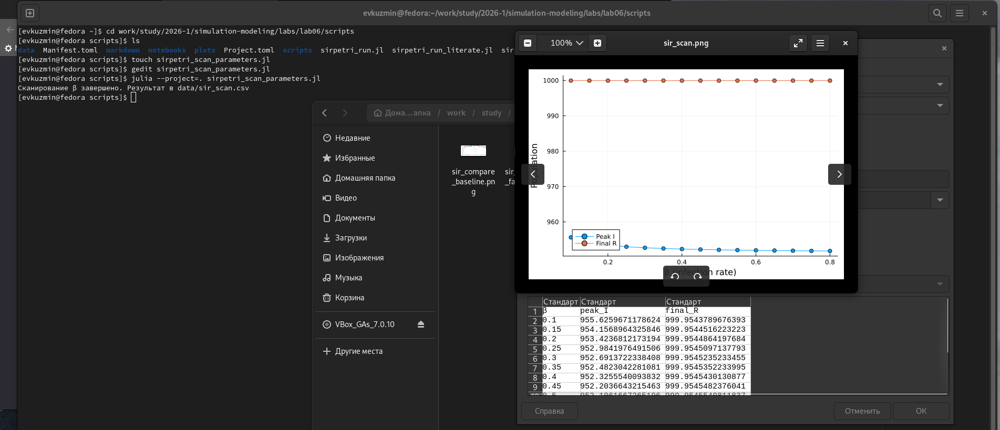 evkuzmin@fedora:~/work/study/2026-1/simulation-modeling/labs/lab06/scripts
[evkuzmin@fedora ~]$ cd work/study/2026-1/simulation-modeling/labs/lab06/scripts
[evkuzmin@fedora scripts]$ ls
data Manifest.toml markdown notebooks plots Project.toml scripts sirpetri_run.jl sirpetri_run_literate.jl sir
[evkuzmin@fedora scripts]$ touch sirpetri_scan_parameters.jl
[evkuzmin@fedora scripts]$ gedit sirpetri_scan_parameters.jl
[evkuzmin@fedora scripts]$ julia --project=. sirpetri_scan_parameters.jl
Сканирование β завершено. Результат в data/sir_scan.csv
[evkuzmin@fedora scripts]$
Дома...апка / work / study /
Недавние
Избранные
Домашняя папка
Видео
Документы
Загрузки
Изображения
Музыка
Корзина
VBox_GAs_7.0.10
Другие места
sir_compare
_baseline.pn
g
sir_
_fa
100%
sir_scan.png
1000
990
980
970
960
Population
Peak I
Final R
0.2 0.4 0.6 0.8
β (infection rate)
Стандарт Стандарт Стандарт
1 β peak_I final_R
2 0.1 955.6259671178624 999.9543789676393
3 0.15 954.1568964325846 999.9544516223223
4 0.2 953.4236812173194 999.9544864197684
5 0.25 952.9841976491506 999.9545097137793
6 0.3 952.6913722338408 999.9545235233455
7 0.35 952.4823042281081 999.9545352233995
8 0.4 952.3255540093832 999.9545430130877
9 0.45 952.2036643215463 999.9545482376041
10 0.5 952.1061667265196 999.9545540811837
Справка
Отменить
OK